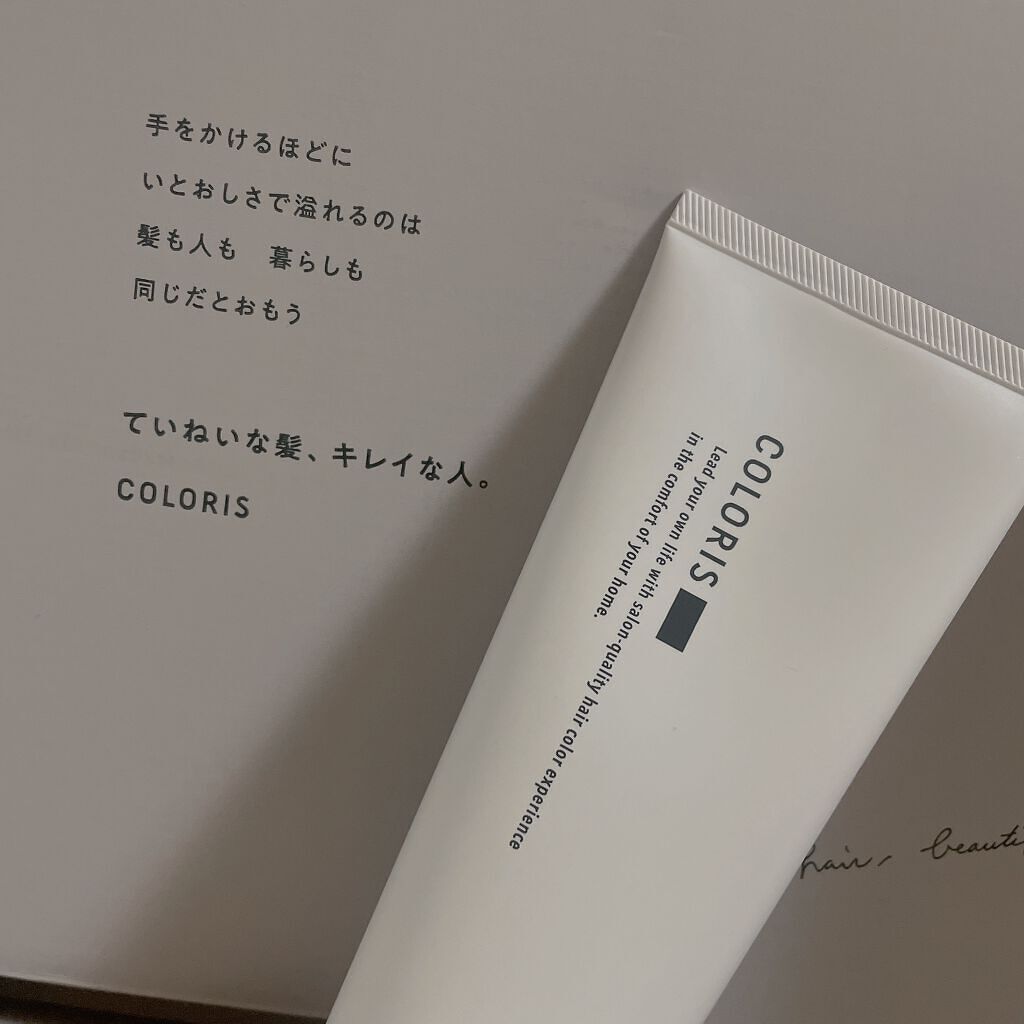 手をかけるほどに
いとおしさで溢れるのは
髪も人も　暮らしも
同じだとおもう
ていねいな髪、キレイな人。
COLORIS
COLORIS
Lead your own life with salon-quality hair color experience
in the comfort of your home.
hair,